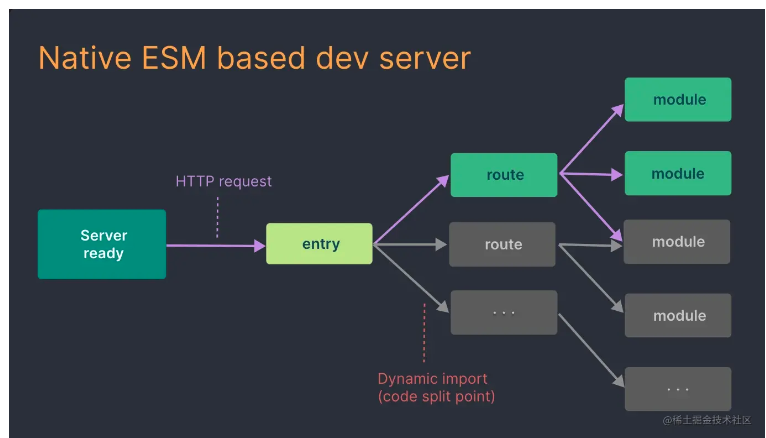 Native ESM based dev server
module
HTTP request
route
module
Server
ready
entry
route
module
· · ·
module
Dynamic import
(code split point)
· · ·
@稀土掘金技术社区